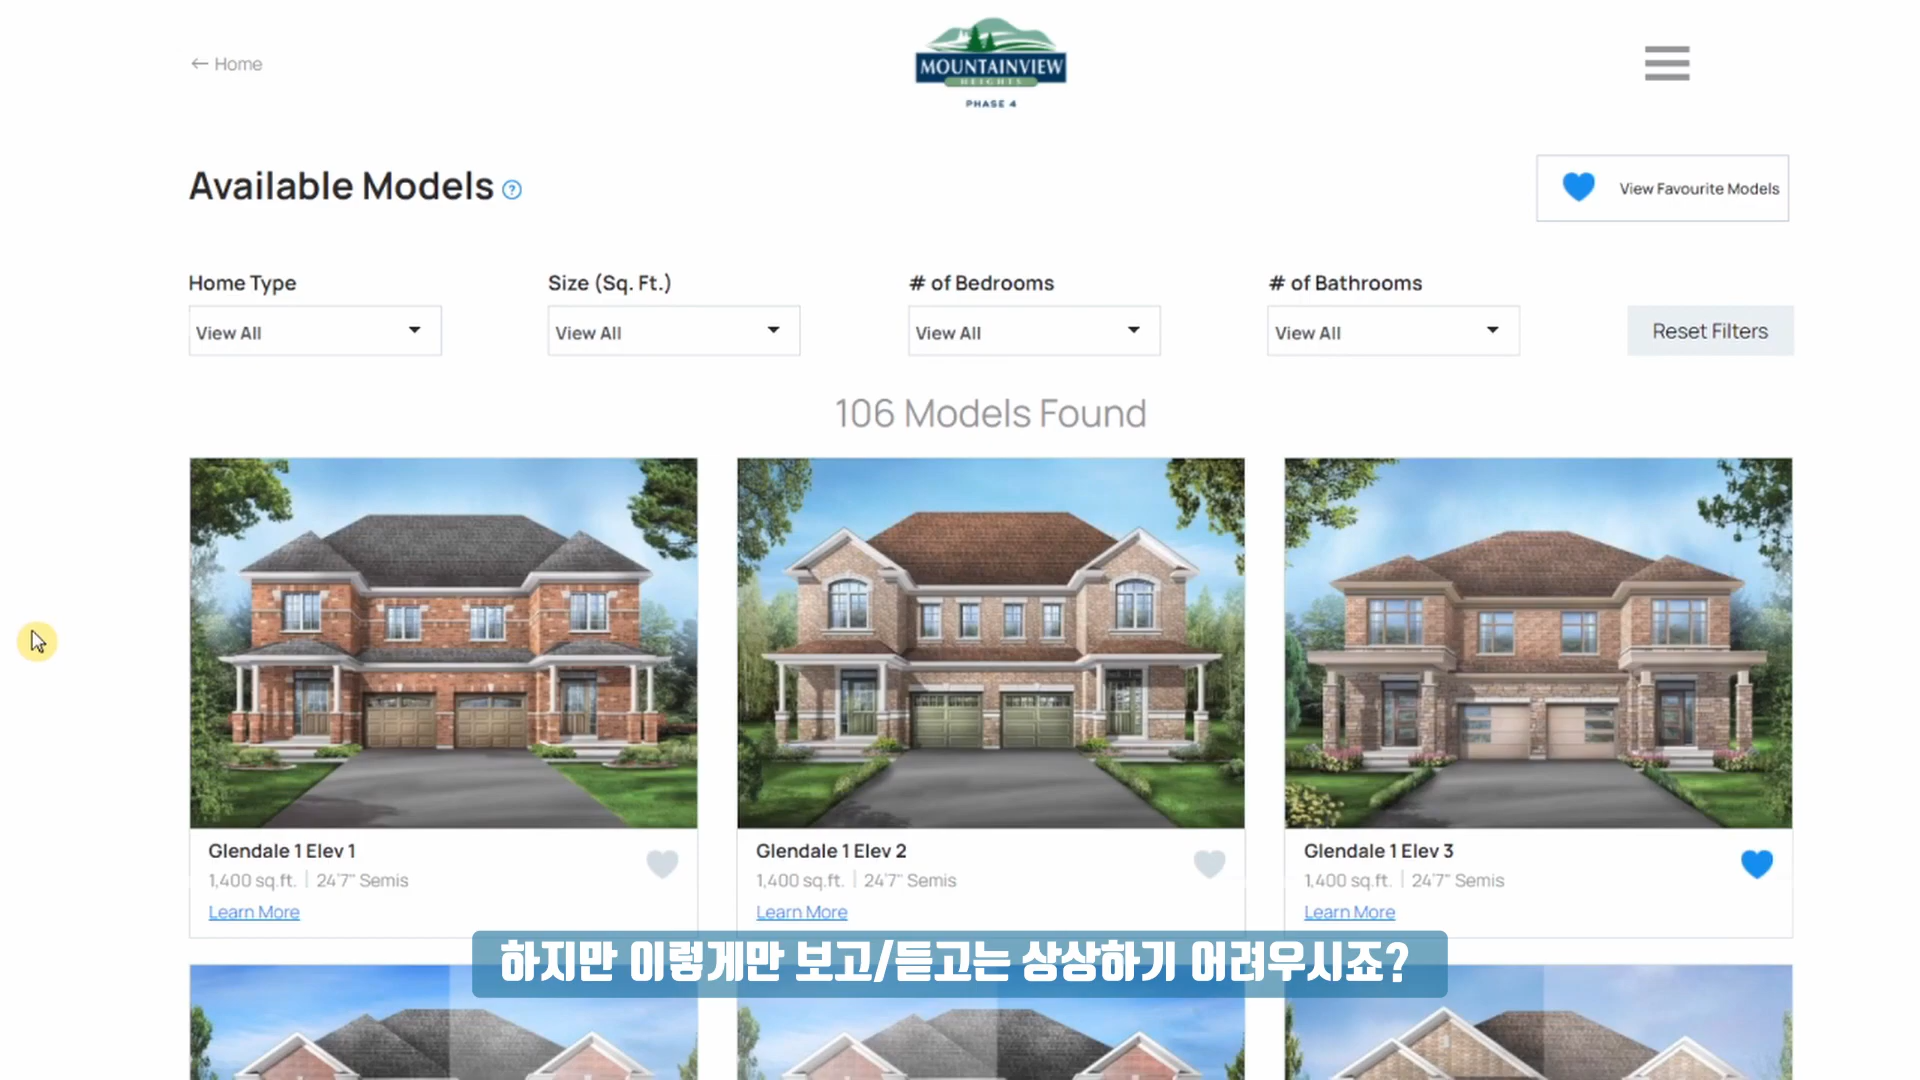 ← Home
MOUNTAINVIEW
HEIGHTS
PHASE 4
Available Models ?
View Favourite Models
Home Type
Size (Sq. Ft.)
# of Bedrooms
# of Bathrooms
View All
View All
View All
View All
Reset Filters
106 Models Found
Glendale 1 Elev 1
1,400 sq.ft. | 24'7" Semis
Learn More
Glendale 1 Elev 2
1,400 sq.ft. | 24'7" Semis
Learn More
Glendale 1 Elev 3
1,400 sq.ft. | 24'7" Semis
Learn More
하지만 이렇게만 보고/듣고는 상상하기 어려우시죠?